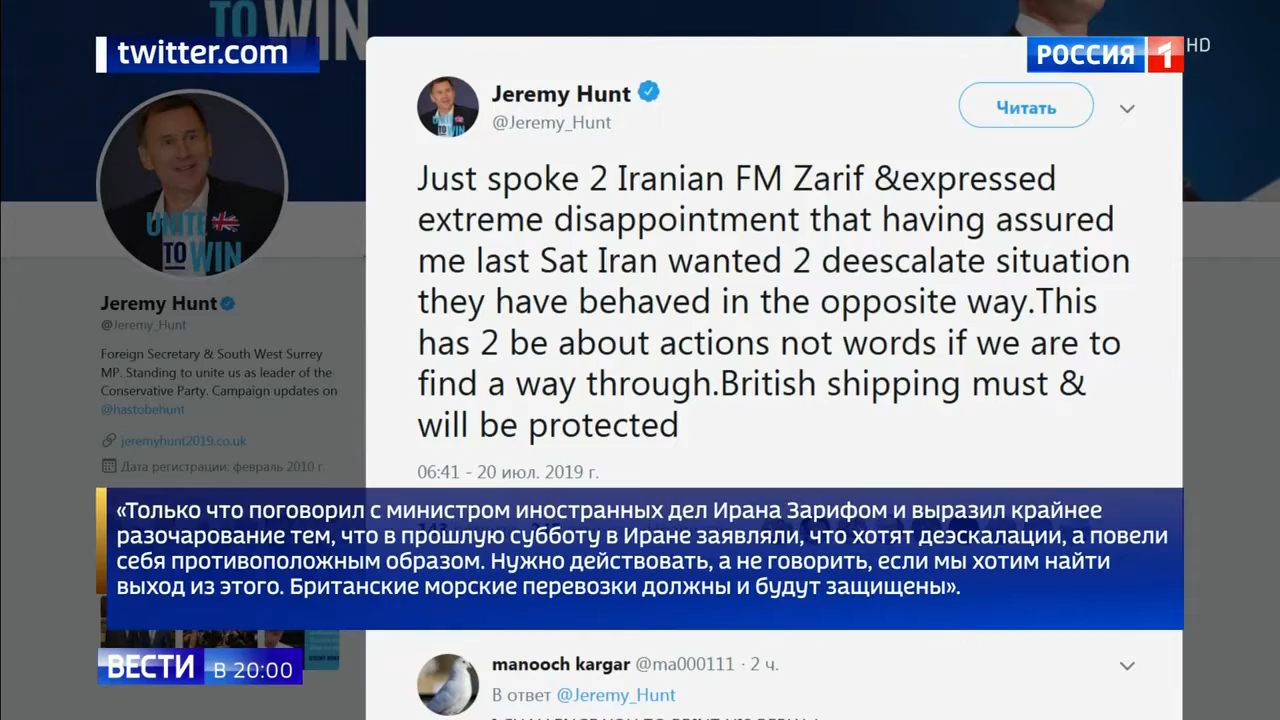 TO WIN
twitter.com
РОССИЯ 1 HD
Jeremy Hunt
@Jeremy_Hunt
Читать
Just spoke 2 Iranian FM Zarif &expressed
extreme disappointment that having assured
me last Sat Iran wanted 2 deescalate situation
they have behaved in the opposite way.This
has 2 be about actions not words if we are to
find a way through.British shipping must &
will be protected
06:41 - 20 июл. 2019 г.
UNITE
TO WIN
Jeremy Hunt
@Jeremy_Hunt
Foreign Secretary & South West Surrey
MP. Standing to unite us as leader of the
Conservative Party. Campaign updates on
@hastobehunt
jeremyhunt2019.co.uk
Дата регистрации: февраль 2010 г.
«Только что поговорил с министром иностранных дел Ирана Зарифом и выразил крайнее
разочарование тем, что в прошлую субботу в Иране заявляли, что хотят деэскалации, а повели
себя противоположным образом. Нужно действовать, а не говорить, если мы хотим найти
выход из этого. Британские морские перевозки должны и будут защищены».
ВЕСТИ В 20:00
manooch kargar @ma000111 · 2 ч.
В ответ @Jeremy_Hunt